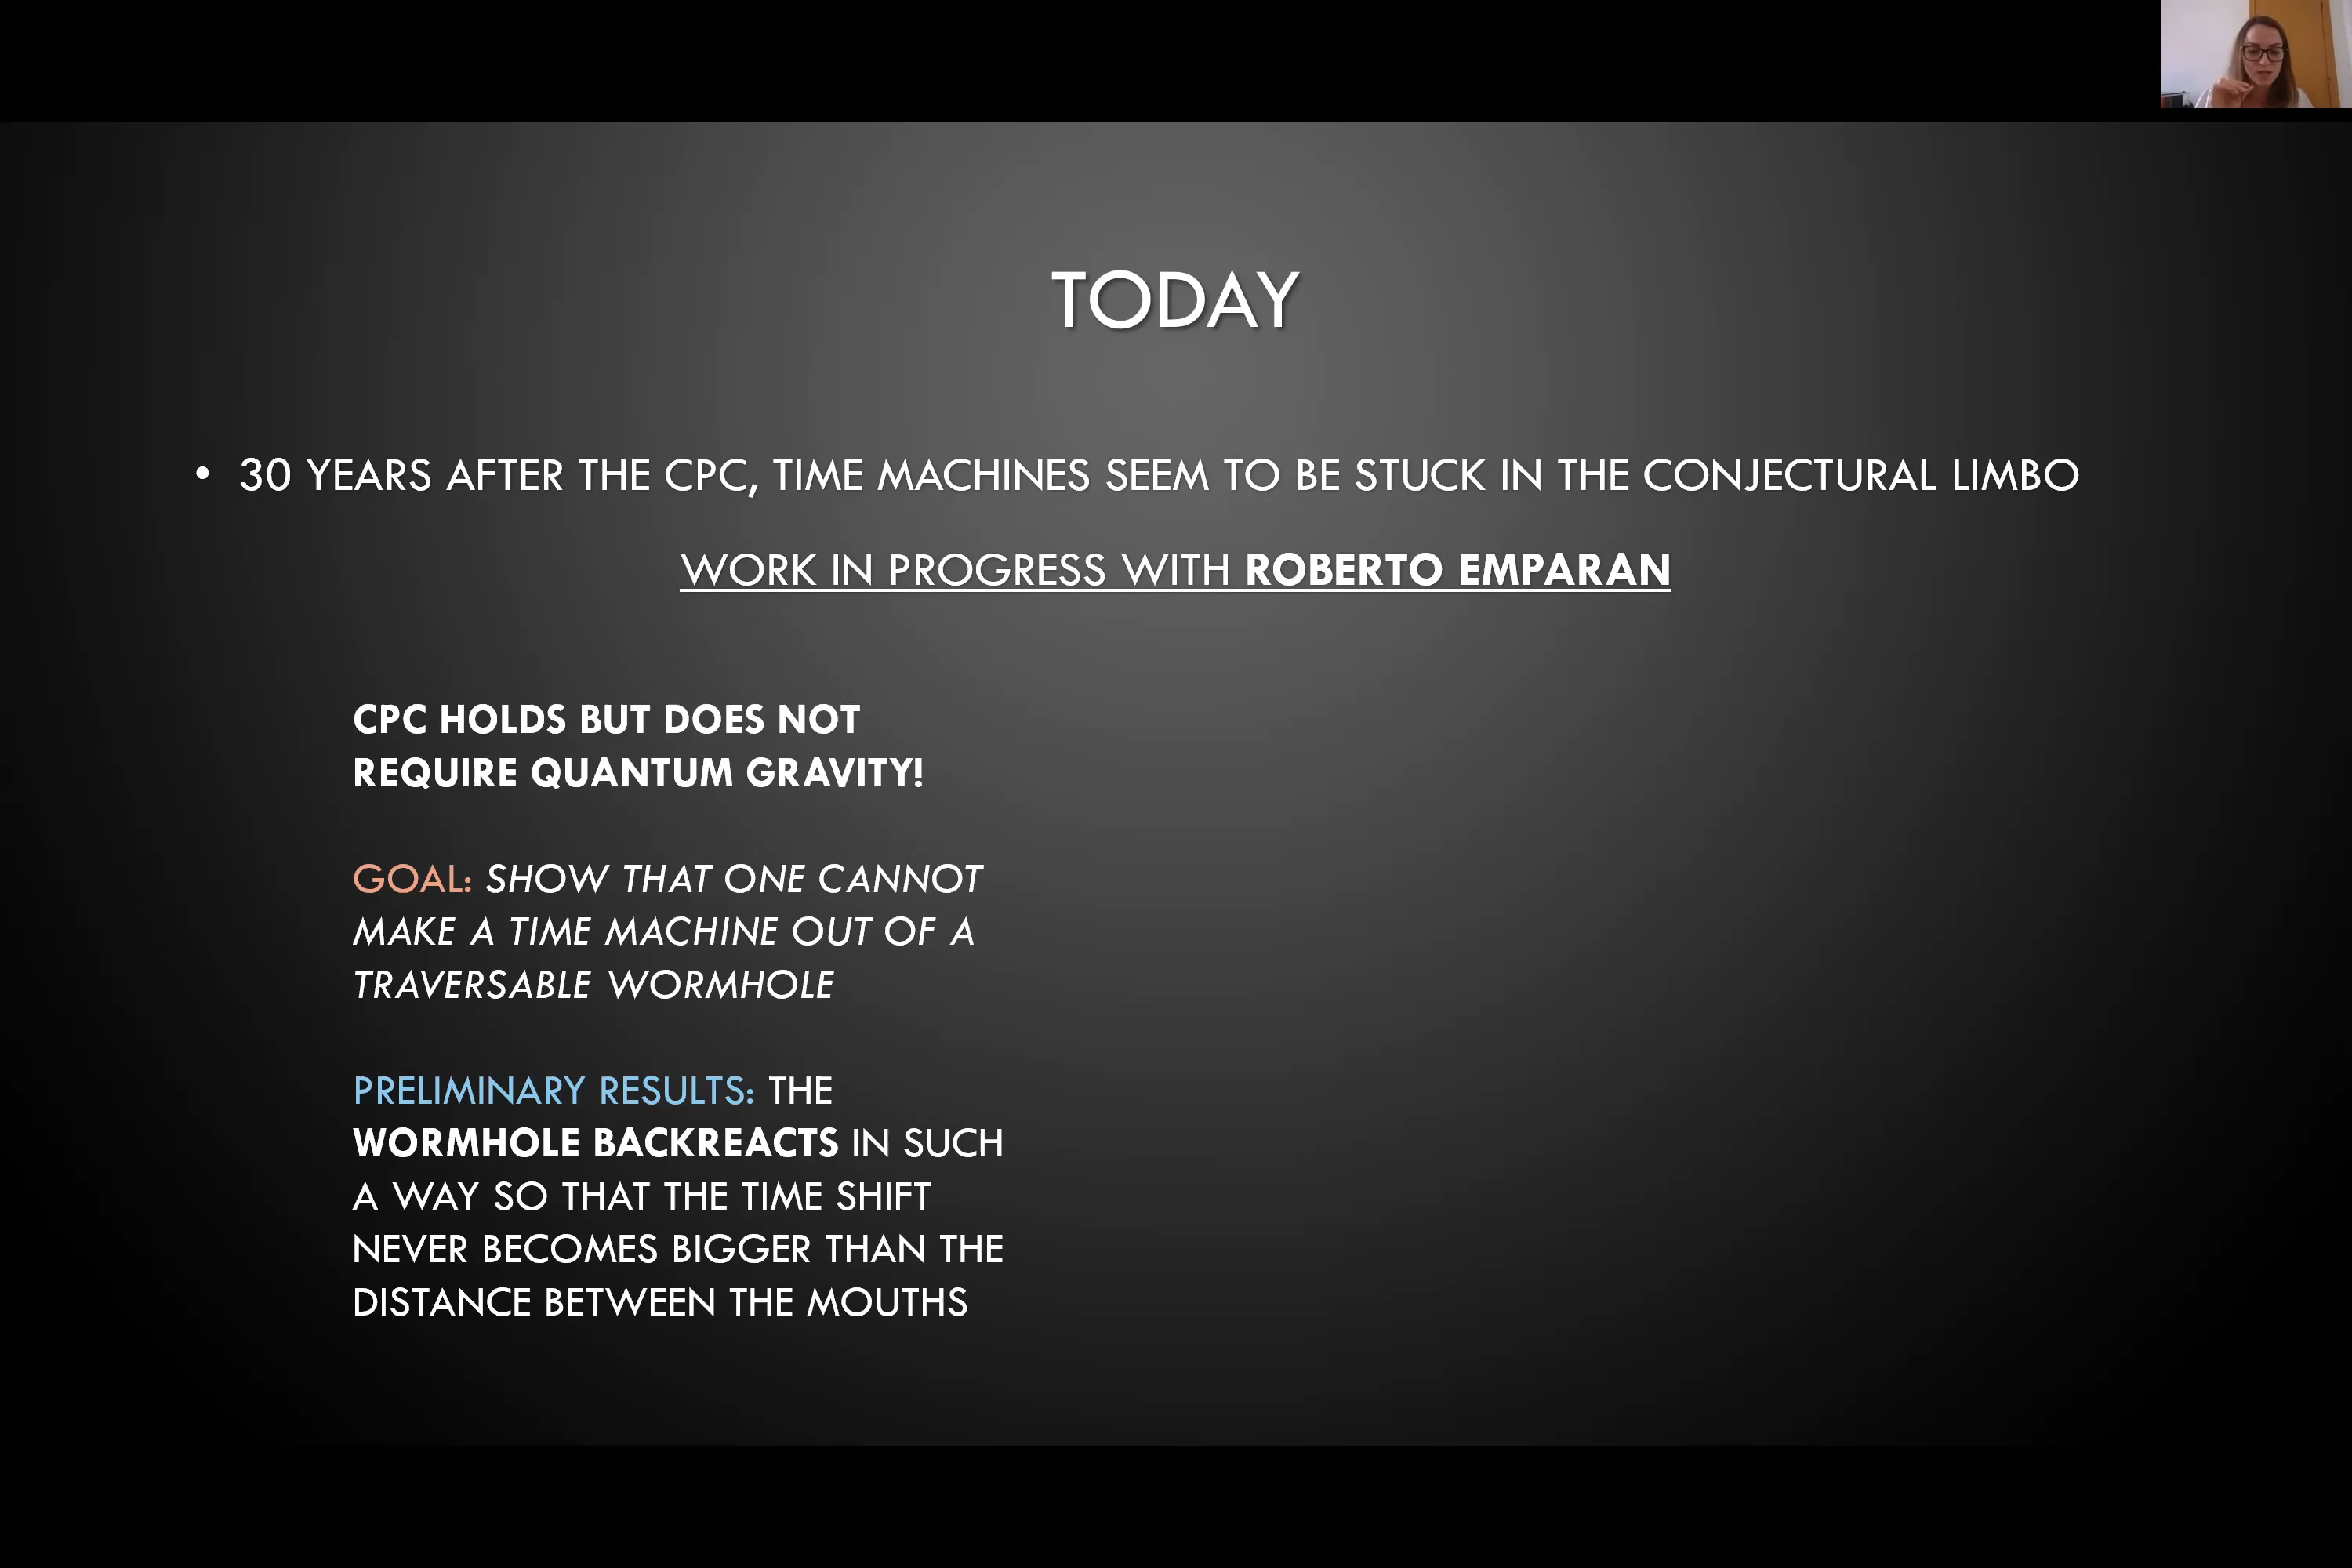 TODAY
• 30 YEARS AFTER THE CPC, TIME MACHINES SEEM TO BE STUCK IN THE CONJECTURAL LIMBO
WORK IN PROGRESS WITH ROBERTO EMPARAN
CPC HOLDS BUT DOES NOT
REQUIRE QUANTUM GRAVITY!
GOAL: SHOW THAT ONE CANNOT
MAKE A TIME MACHINE OUT OF A
TRAVERSABLE WORMHOLE
PRELIMINARY RESULTS: THE
WORMHOLE BACKREACTS IN SUCH
A WAY SO THAT THE TIME SHIFT
NEVER BECOMES BIGGER THAN THE
DISTANCE BETWEEN THE MOUTHS